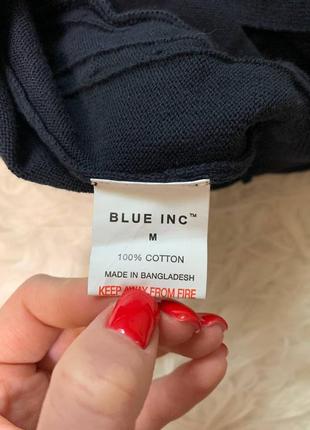 BLUE INC™
M
100% COTTON
MADE IN BANGLADESH
KEEP AWAY FROM FIRE